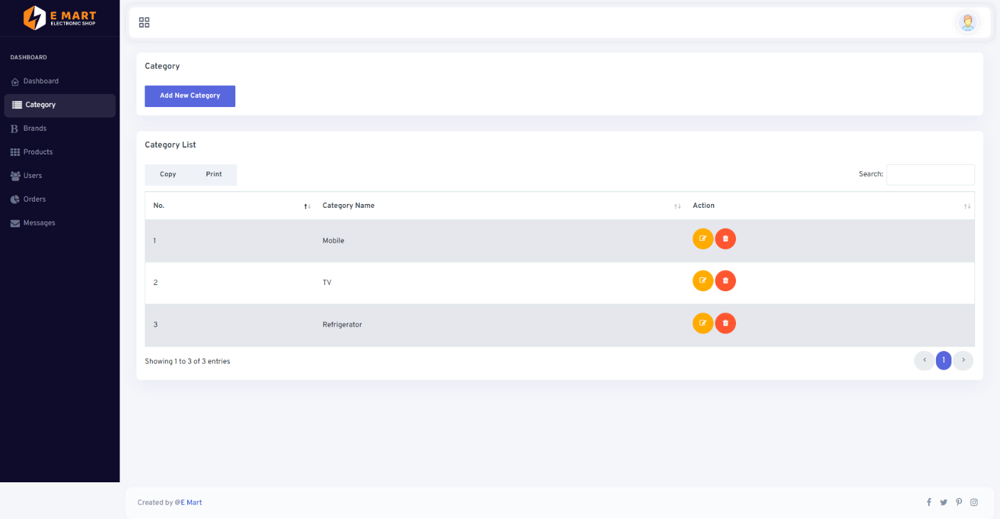 E MART
ELECTRONIC SHOP
DASHBOARD
Dashboard
Category
Brands
Products
Users
Orders
Messages
Category
Add New Category
Category List
Copy Print
Search:
No. Category Name Action
1 Mobile
2 TV
3 Refrigerator
Showing 1 to 3 of 3 entries
‹ 1 ›
Created by @E Mart